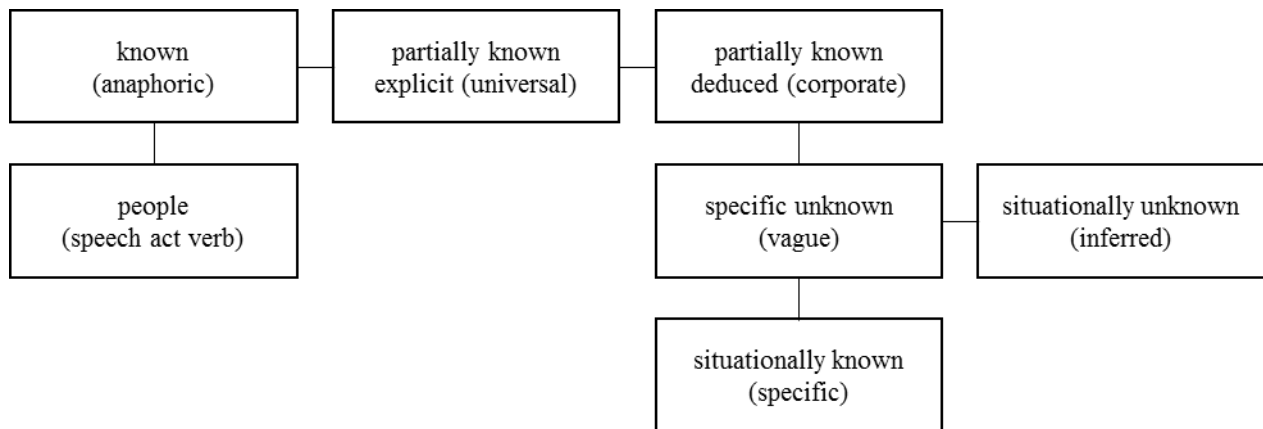 known
(anaphoric)
partially known
explicit (universal)
partially known
deduced (corporate)
people
(speech act verb)
specific unknown
(vague)
situationally unknown
(inferred)
situationally known
(specific)